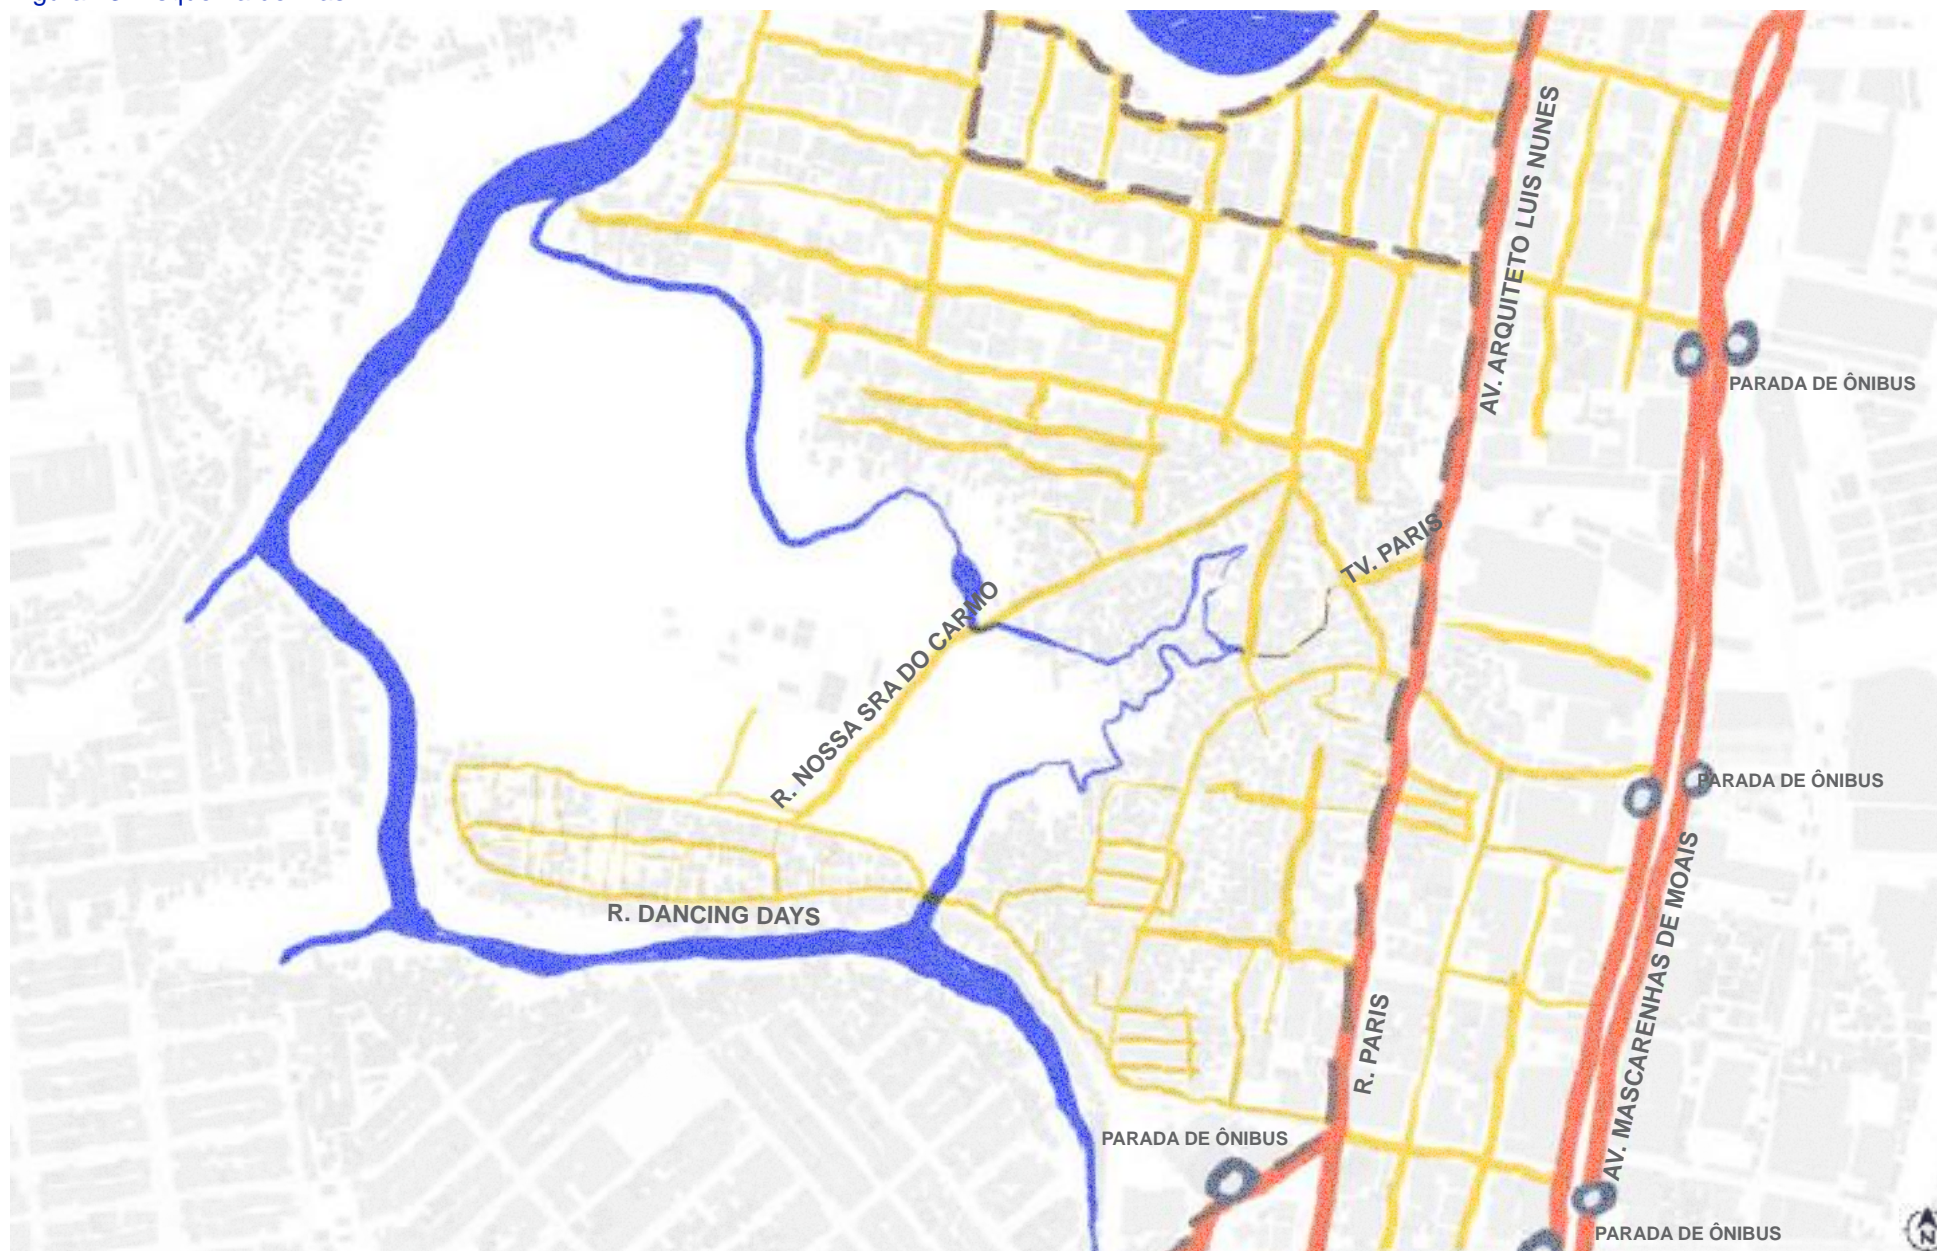 AV. ARQUITETO LUIS NUNES
PARADA DE ÔNIBUS
TV. PARIS
R. NOSSA SRA DO CARMO
PARADA DE ÔNIBUS
R. DANCING DAYS
AV. MASCARENHAS DE MOAIS
R. PARIS
PARADA DE ÔNIBUS
PARADA DE ÔNIBUS
N